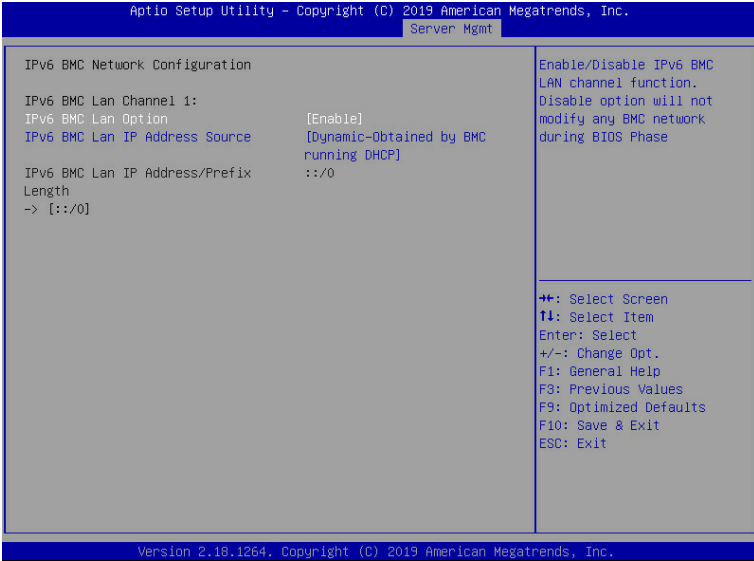 Aptio Setup Utility – Copyright (C) 2019 American Megatrends, Inc.
Server Mgmt
IPv6 BMC Network Configuration
IPv6 BMC Lan Channel 1:
IPv6 BMC Lan Option [Enable]
IPv6 BMC Lan IP Address Source [Dynamic-Obtained by BMC
running DHCP]
IPv6 BMC Lan IP Address/Prefix ::/0
Length
-> [::/0]
Enable/Disable IPv6 BMC
LAN channel function.
Disable option will not
modify any BMC network
during BIOS Phase
→←: Select Screen
↑↓: Select Item
Enter: Select
+/-: Change Opt.
F1: General Help
F3: Previous Values
F9: Optimized Defaults
F10: Save & Exit
ESC: Exit
Version 2.18.1264. Copyright (C) 2019 American Megatrends, Inc.